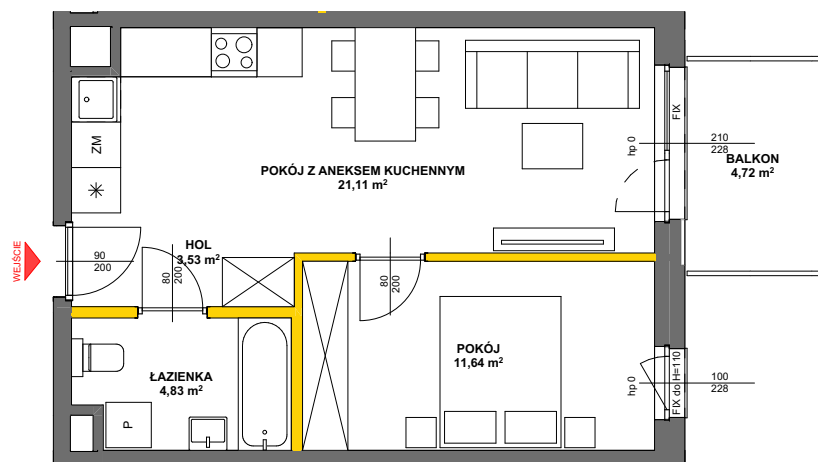 FIX
ZM
hp 0
210
228
BALKON
4,72 m²
POKÓJ Z ANEKSEM KUCHENNYM
21,11 m²
WEJŚCIE
HOL
3,53 m²
90
200
80
200
80
200
POKÓJ
11,64 m²
ŁAZIENKA
4,83 m²
P
hp 0
FIX do H=110
100
228